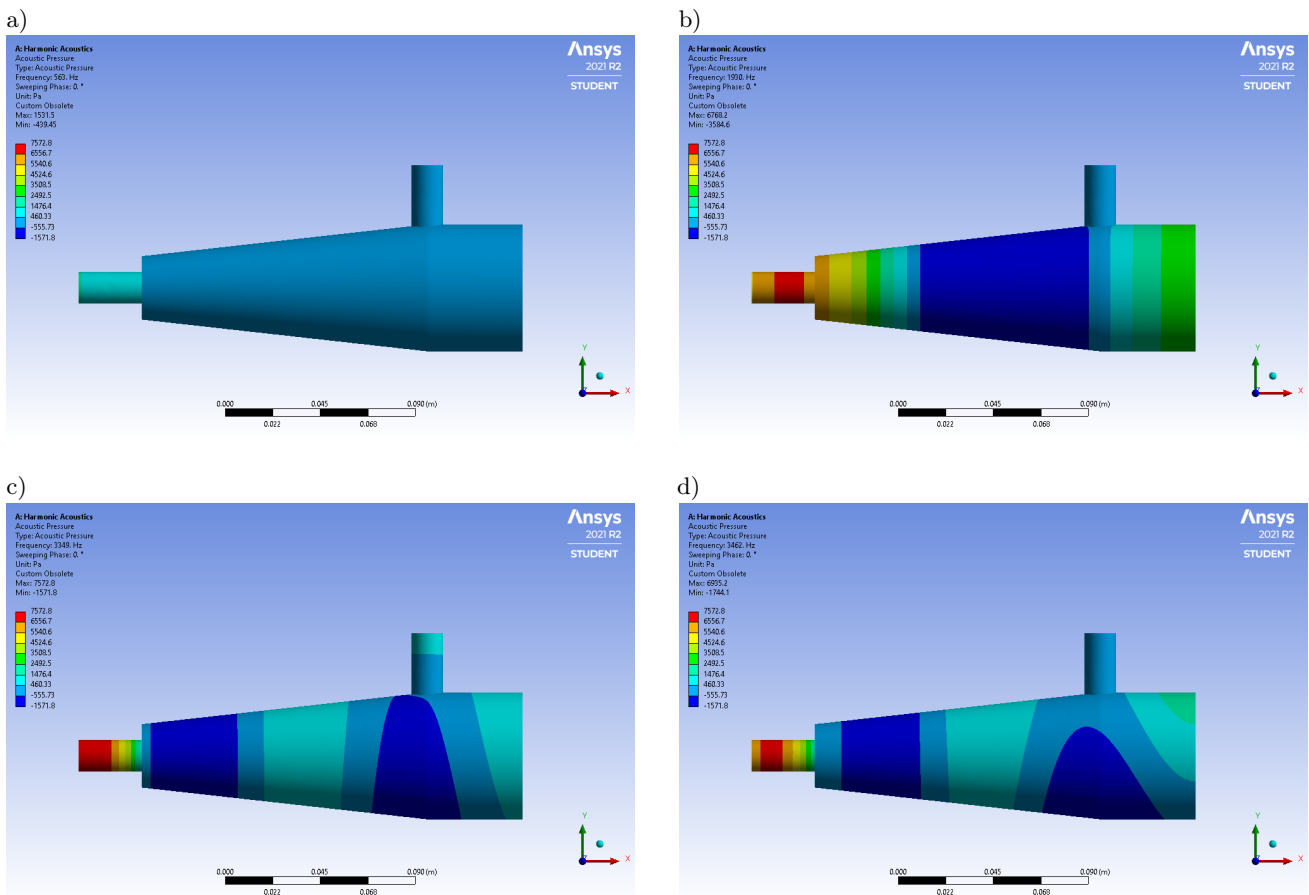 a)
A: Harmonic Acoustics
Acoustic Pressure
Type: Acoustic Pressure
Frequency: 563. Hz
Sweeping Phase: 0. °
Unit: Pa
Custom Obsolete
Max: 1531.5
Min: -439.45
7572.8
6556.7
5540.6
4524.6
3508.5
2492.5
1476.4
460.33
-555.73
-1571.8
Ansys
2021 R2
STUDENT
Y
X
0.000 0.045 0.090 (m)
0.022 0.068
b)
A: Harmonic Acoustics
Acoustic Pressure
Type: Acoustic Pressure
Frequency: 1930. Hz
Sweeping Phase: 0. °
Unit: Pa
Custom Obsolete
Max: 6768.2
Min: -3584.6
7572.8
6556.7
5540.6
4524.6
3508.5
2492.5
1476.4
460.33
-555.73
-1571.8
Ansys
2021 R2
STUDENT
Y
X
0.000 0.045 0.090 (m)
0.022 0.068
c)
A: Harmonic Acoustics
Acoustic Pressure
Type: Acoustic Pressure
Frequency: 3349. Hz
Sweeping Phase: 0. °
Unit: Pa
Custom Obsolete
Max: 7572.8
Min: -1571.8
7572.8
6556.7
5540.6
4524.6
3508.5
2492.5
1476.4
460.33
-555.73
-1571.8
Ansys
2021 R2
STUDENT
Y
X
0.000 0.045 0.090 (m)
0.022 0.068
d)
A: Harmonic Acoustics
Acoustic Pressure
Type: Acoustic Pressure
Frequency: 3462. Hz
Sweeping Phase: 0. °
Unit: Pa
Custom Obsolete
Max: 6935.2
Min: -1744.1
7572.8
6556.7
5540.6
4524.6
3508.5
2492.5
1476.4
460.33
-555.73
-1571.8
Ansys
2021 R2
STUDENT
Y
X
0.000 0.045 0.090 (m)
0.022 0.068